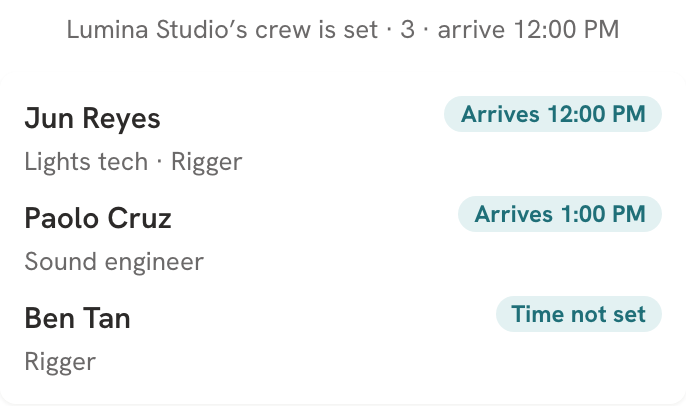 Lumina Studio’s crew is set · 3 · arrive 12:00 PM
Jun Reyes
Arrives 12:00 PM
Lights tech · Rigger
Paolo Cruz
Arrives 1:00 PM
Sound engineer
Ben Tan
Time not set
Rigger